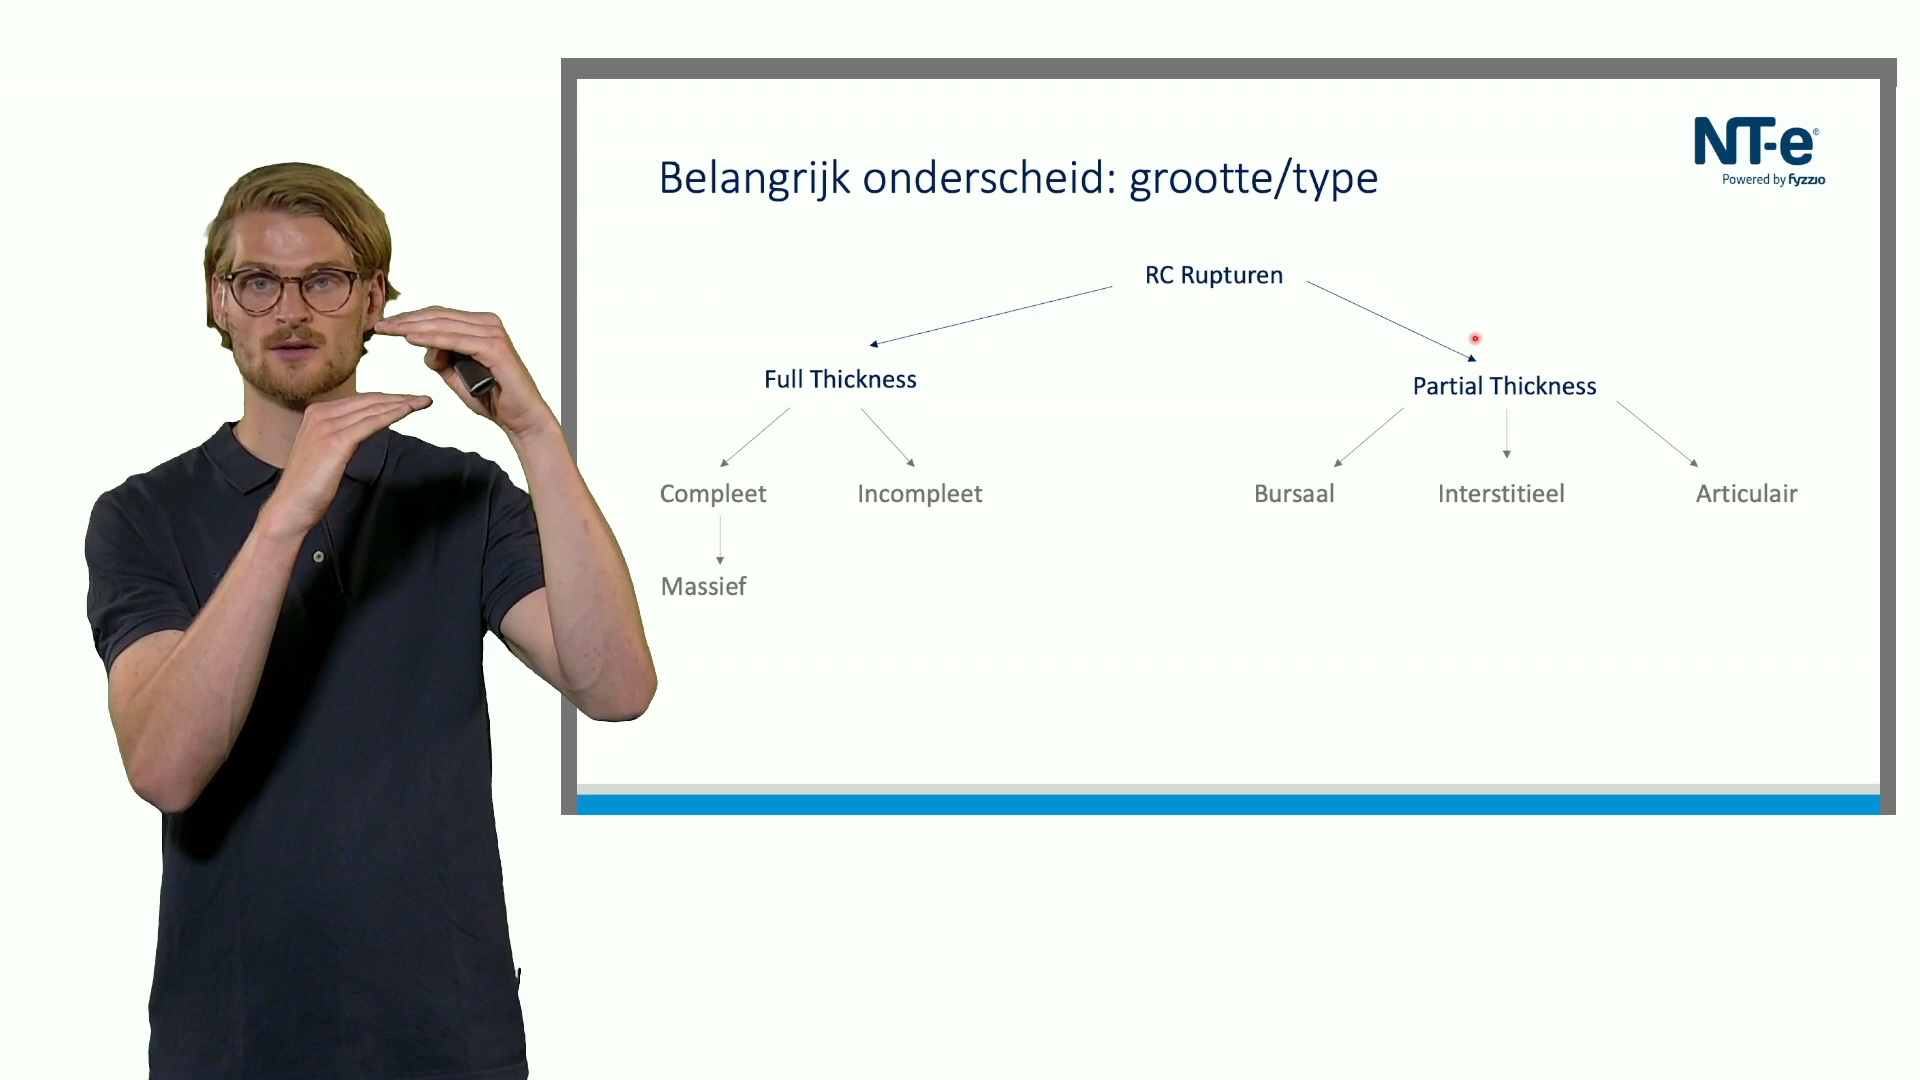 NT-e®
Powered by fyzzio
Belangrijk onderscheid: grootte/type
RC Rupturen
Full Thickness
Partial Thickness
Compleet
Incompleet
Bursaal
Interstitieel
Articulair
Massief